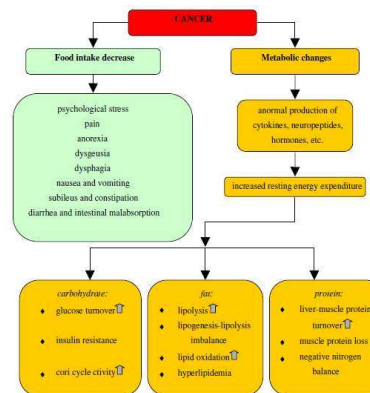 CANCER
Food intake decrease
Metabolic changes
psychological stress
pain
anorexia
dysgeusia
dysphagia
nausea and vomiting
subileus and constipation
diarrhea and intestinal malabsorption
anormal production of
cytokines, neuropeptides,
hormones, etc.
increased resting energy expenditure
carbohydrate:
♦ glucose turnover⇧
insulin resistance
♦ cori cycle ctivity ⇧
fat:
♦ lipolysis⇧
♦ lipogenesis-lipolysis
imbalance
♦ lipid oxidation⇧
♦ hyperlipidemia
protein:
♦ liver-muscle protein
turnover⇧
♦ muscle protein loss
♦ negative nitrogen
balance